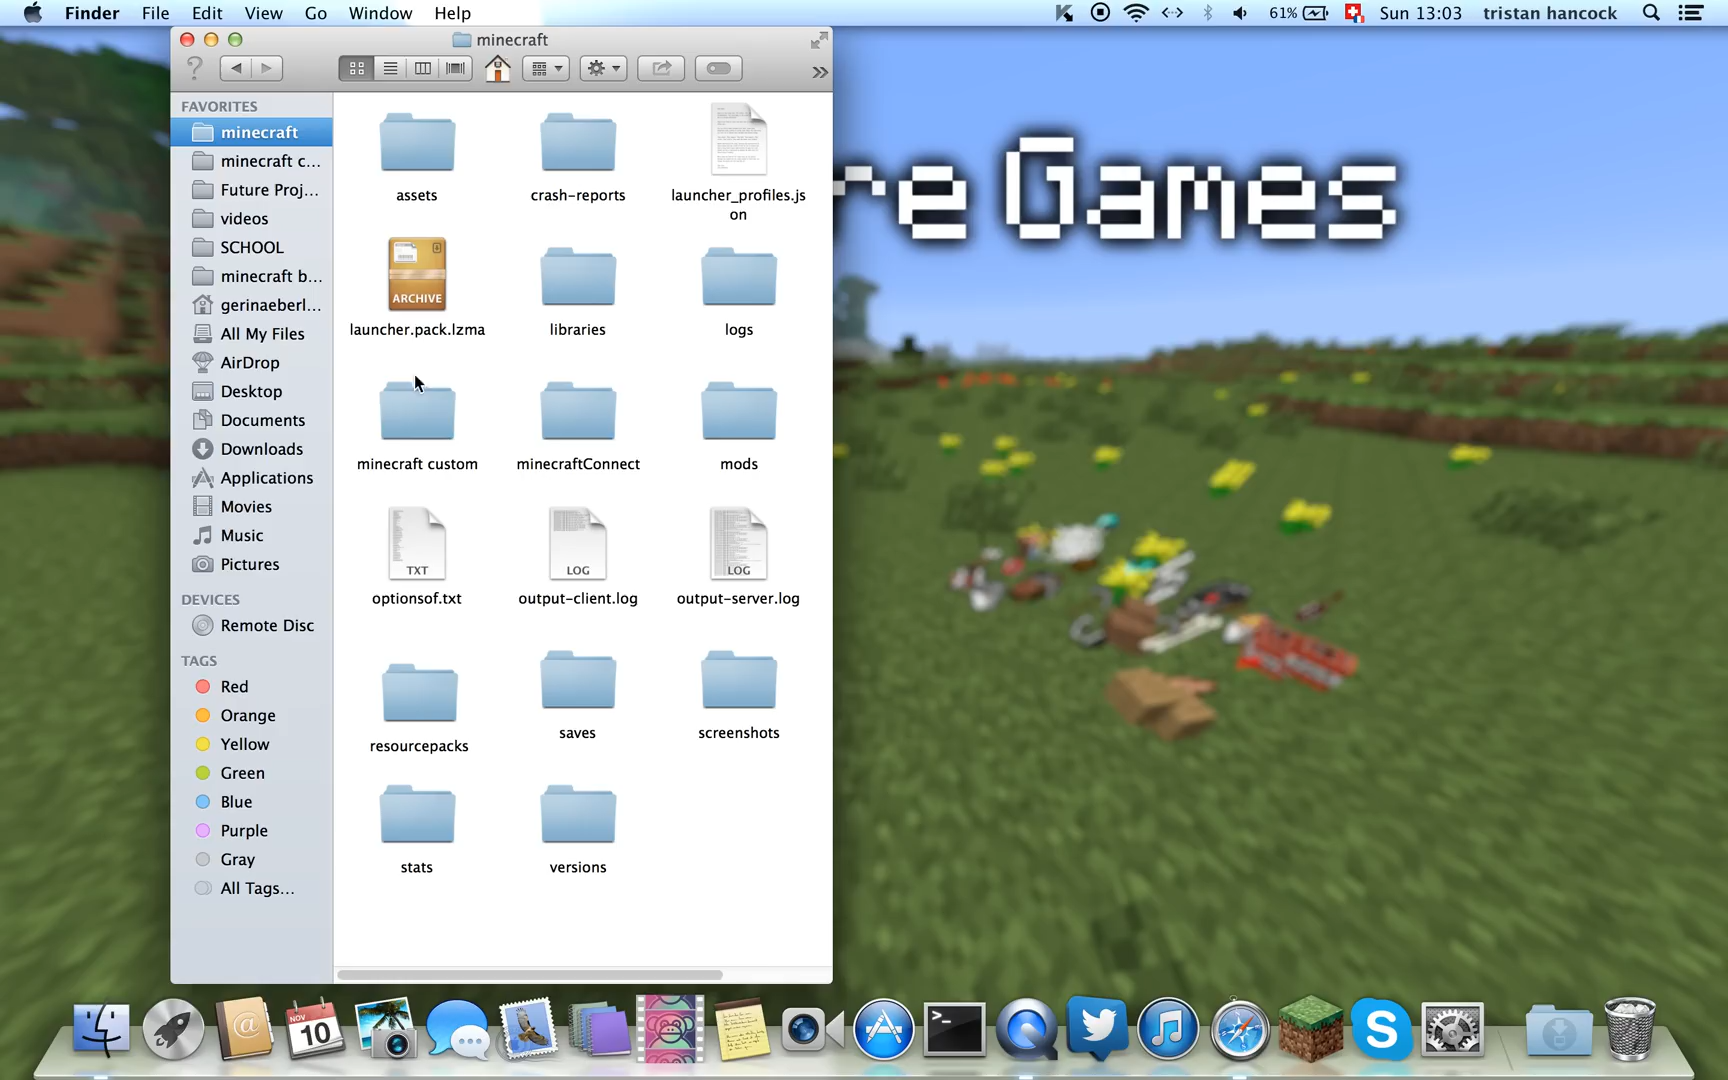 Finder File Edit View Go Window Help 61% Sun 13:03 tristan hancock
minecraft
FAVORITES
minecraft
minecraft c...
Future Proj...
videos
SCHOOL
minecraft b...
gerinaeberl...
All My Files
AirDrop
Desktop
Documents
Downloads
Applications
Movies
Music
Pictures
DEVICES
Remote Disc
TAGS
Red
Orange
Yellow
Green
Blue
Purple
Gray
All Tags...
assets crash-reports launcher_profiles.js
on
ARCHIVE
launcher.pack.lzma libraries logs
minecraft custom minecraftConnect mods
TXT LOG LOG
optionsof.txt output-client.log output-server.log
resourcepacks saves screenshots
stats versions
re Games
NOV
10